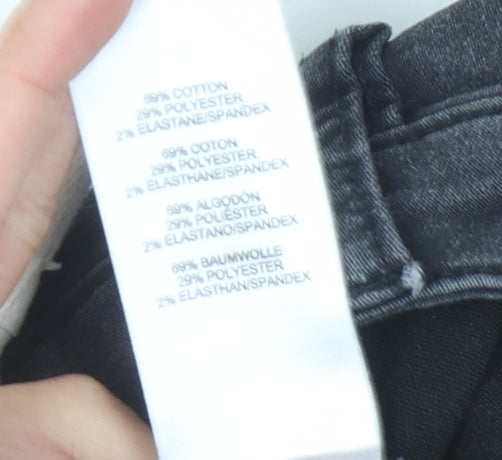 69% COTTON
29% POLYESTER
2% ELASTANE/SPANDEX
69% COTON
29% POLYESTER
2% ÉLASTHANE/SPANDEX
69% ALGODÓN
29% POLIÉSTER
2% ELASTANO/SPANDEX
69% BAUMWOLLE
29% POLYESTER
2% ELASTHAN/SPANDEX